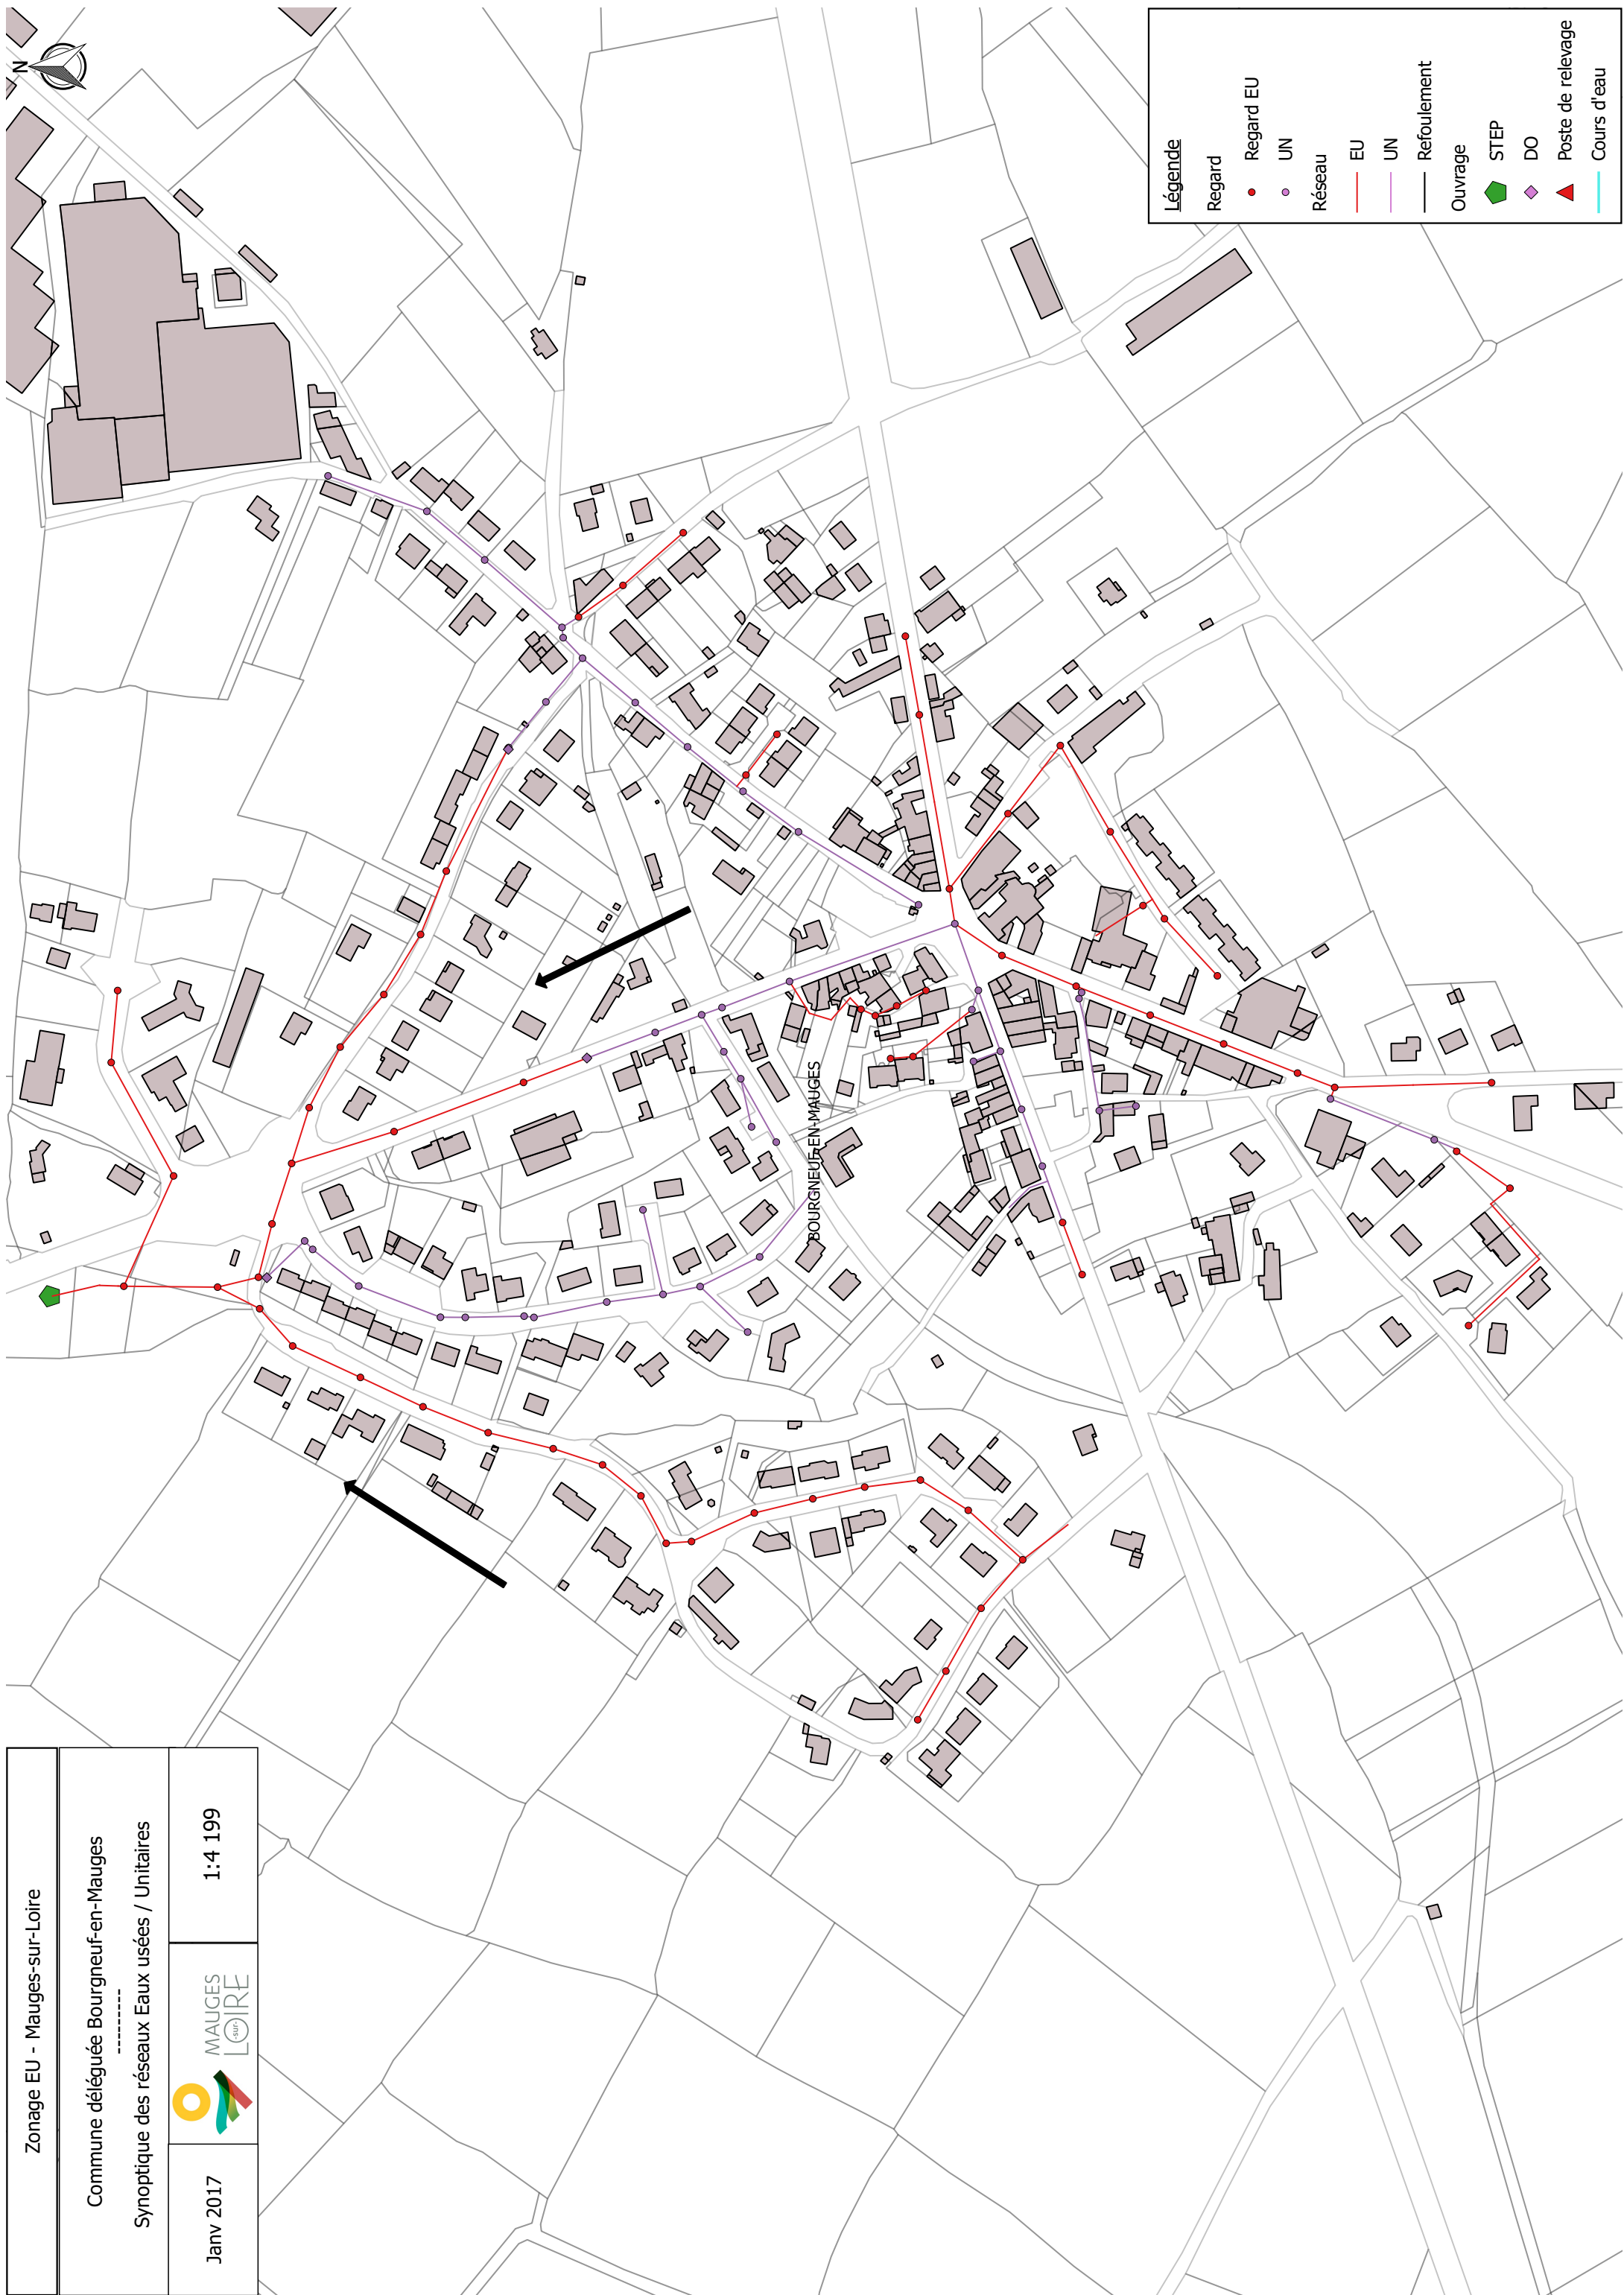 Zonage EU - Mauges-sur-Loire
Commune déléguée Bourgneuf-en-Mauges
----------
Synoptique des réseaux Eaux usées / Unitaires
Janv 2017
MAUGES
-sur-
LOIRE
1:4 199
N
BOURGNEUF-EN-MAUGES
Légende
Regard
Regard EU
UN
Réseau
EU
UN
Refoulement
Ouvrage
STEP
DO
Poste de relevage
Cours d'eau